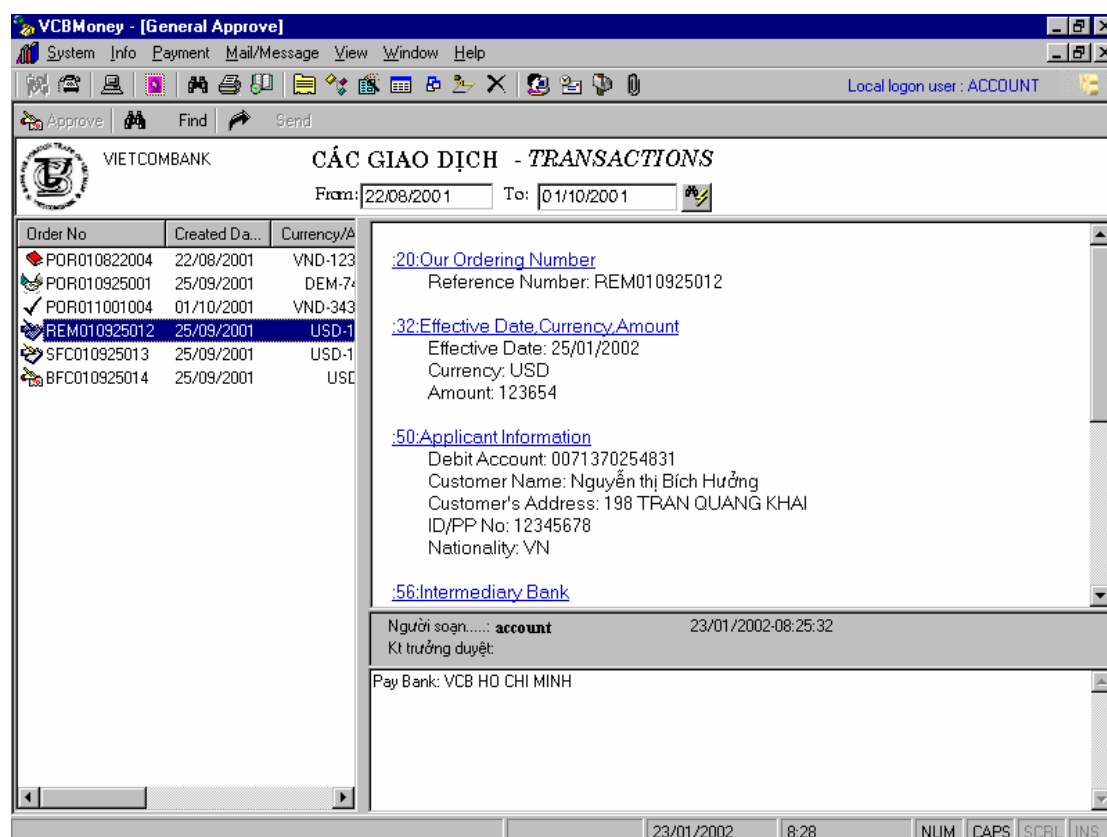 VCBMoney - [General Approve]
System Info Payment Mail/Message View Window Help
Local logon user : ACCOUNT
Approve Find Send
VIETCOMBANK
CÁC GIAO DỊCH - TRANSACTIONS
From: 22/08/2001 To: 01/10/2001
Order No Created Da... Currency/A
POR010822004 22/08/2001 VND-123
POR010925001 25/09/2001 DEM-74
POR011001004 01/10/2001 VND-343
REM010925012 25/09/2001 USD-1
SFC010925013 25/09/2001 USD-1
BFC010925014 25/09/2001 USD
:20:Our Ordering Number
Reference Number: REM010925012
:32:Effective Date,Currency,Amount
Effective Date: 25/01/2002
Currency: USD
Amount: 123654
:50:Applicant Information
Debit Account: 0071370254831
Customer Name: Nguyễn thị Bích Hưởng
Customer's Address: 198 TRAN QUANG KHAI
ID/PP No: 12345678
Nationality: VN
:56:Intermediary Bank
Người soạn.....: account 23/01/2002-08:25:32
Kt trưởng duyệt:
Pay Bank: VCB HO CHI MINH
23/01/2002 8:28 NUM CAPS SCRL INS